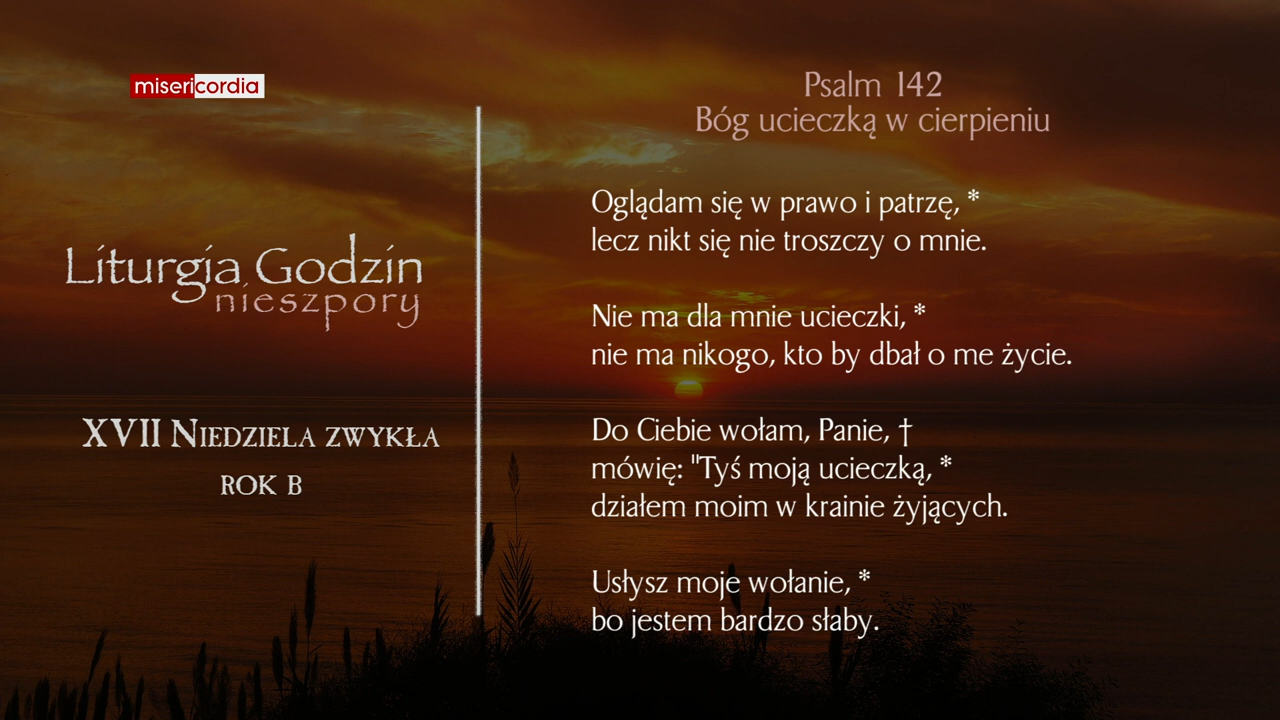 misericordia
Liturgia Godzin
nieszpory
XVII Niedziela zwykła
rok B
Psalm 142
Bóg ucieczką w cierpieniu
Oglądam się w prawo i patrzę, *
lecz nikt się nie troszczy o mnie.
Nie ma dla mnie ucieczki, *
nie ma nikogo, kto by dbał o me życie.
Do Ciebie wołam, Panie, †
mówię: "Tyś moją ucieczką, *
działem moim w krainie żyjących.
Usłysz moje wołanie, *
bo jestem bardzo słaby.